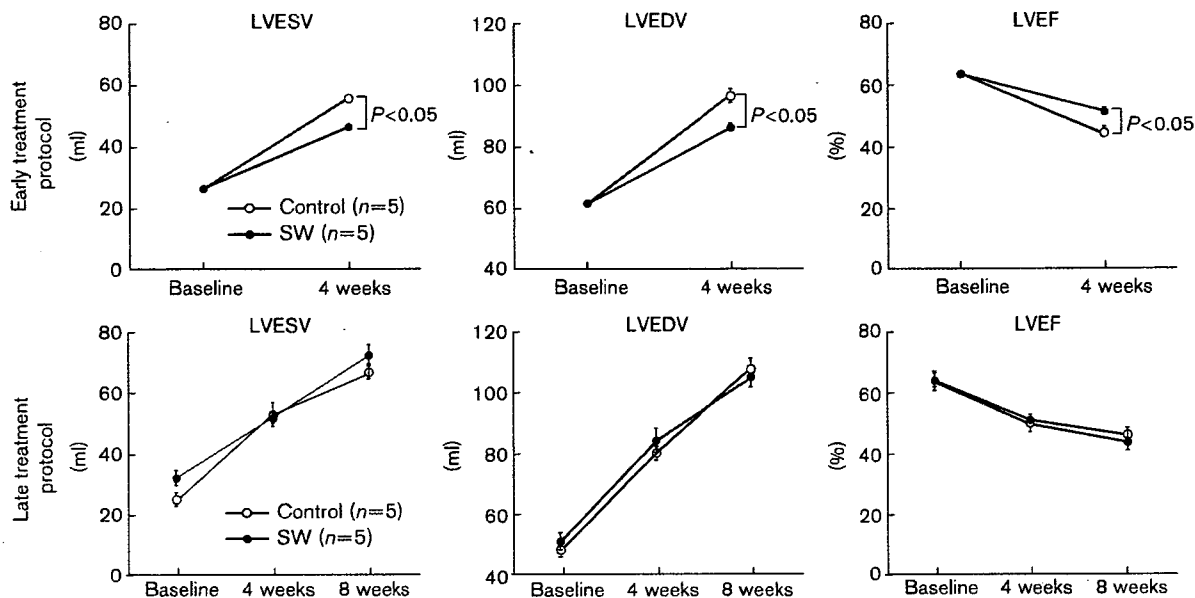 Early treatment
protocol
LVESV
80
60
40
20
0
(ml)
P<0.05
Control (n=5)
SW (n=5)
Baseline
4 weeks
LVEDV
120
100
80
60
40
(ml)
P<0.05
Baseline
4 weeks
LVEF
80
60
40
20
0
(%)
P<0.05
Baseline
4 weeks
Late treatment
protocol
LVESV
80
60
40
20
0
(ml)
Control (n=5)
SW (n=5)
Baseline
4 weeks
8 weeks
LVEDV
120
100
80
60
40
(ml)
Baseline
4 weeks
8 weeks
LVEF
80
60
40
20
0
(%)
Baseline
4 weeks
8 weeks